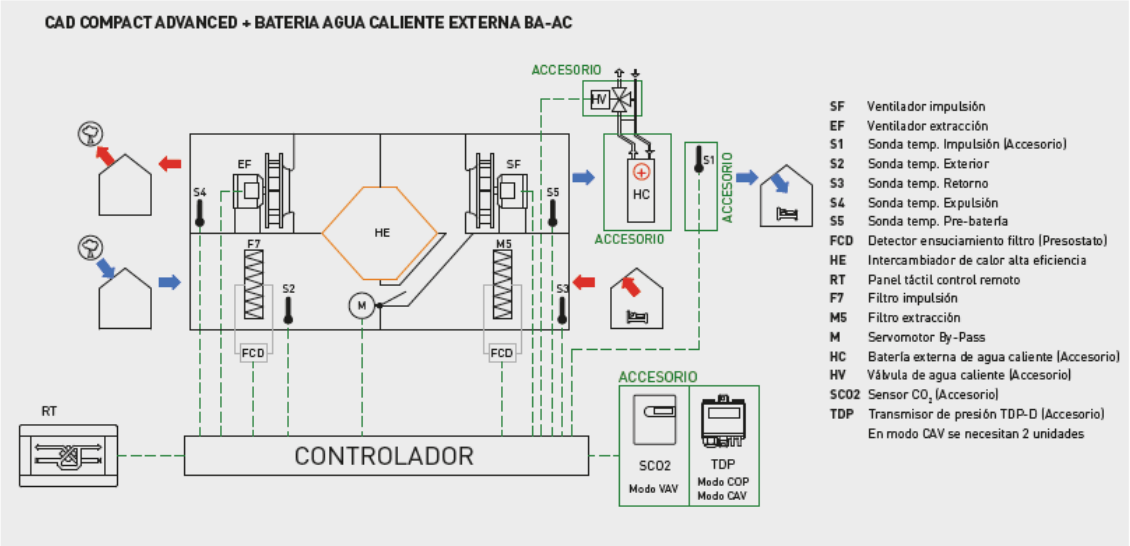 CAD COMPACT ADVANCED + BATERIA AGUA CALIENTE EXTERNA BA-AC
ACCESORIO
HV
EF
SF
S4
S5
HE
HC
S1
ACCESORIO
ACCESORIO
F7
M5
S2
S3
M
FCD
FCD
RT
CONTROLADOR
ACCESORIO
SCO2
Modo VAV
TDP
Modo COP
Modo CAV
SF Ventilador impulsión
EF Ventilador extracción
S1 Sonda temp. Impulsión (Accesorio)
S2 Sonda temp. Exterior
S3 Sonda temp. Retorno
S4 Sonda temp. Expulsión
S5 Sonda temp. Pre-batería
FCD Detector ensuciamiento filtro (Presostato)
HE Intercambiador de calor alta eficiencia
RT Panel táctil control remoto
F7 Filtro impulsión
M5 Filtro extracción
M Servomotor By-Pass
HC Batería externa de agua caliente (Accesorio)
HV Válvula de agua caliente (Accesorio)
SCO2 Sensor CO₂ (Accesorio)
TDP Transmisor de presión TDP-D (Accesorio)
En modo CAV se necesitan 2 unidades